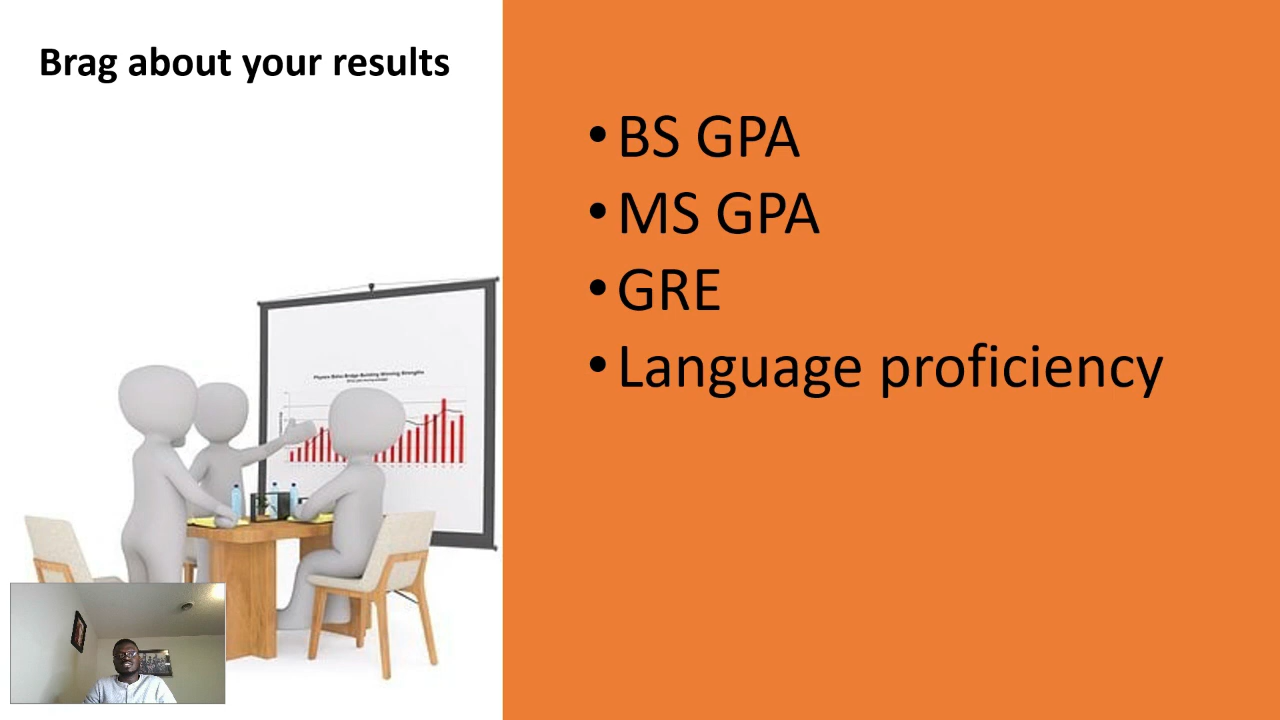 Brag about your results
• BS GPA
• MS GPA
• GRE
• Language proficiency